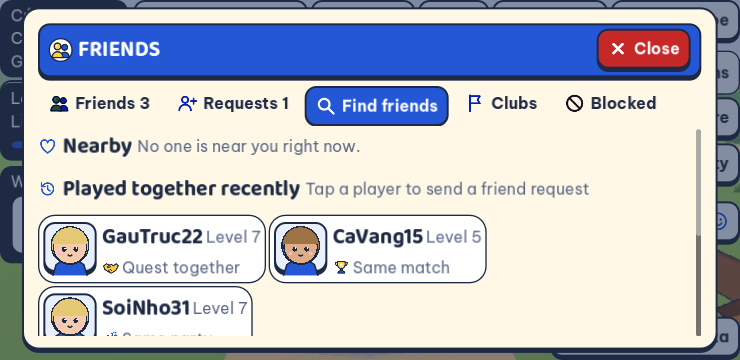 FRIENDS
Close
Friends 3
Requests 1
Find friends
Clubs
Blocked
Nearby No one is near you right now.
Played together recently Tap a player to send a friend request
GauTruc22 Level 7
Quest together
CaVang15 Level 5
Same match
SoiNho31 Level 7